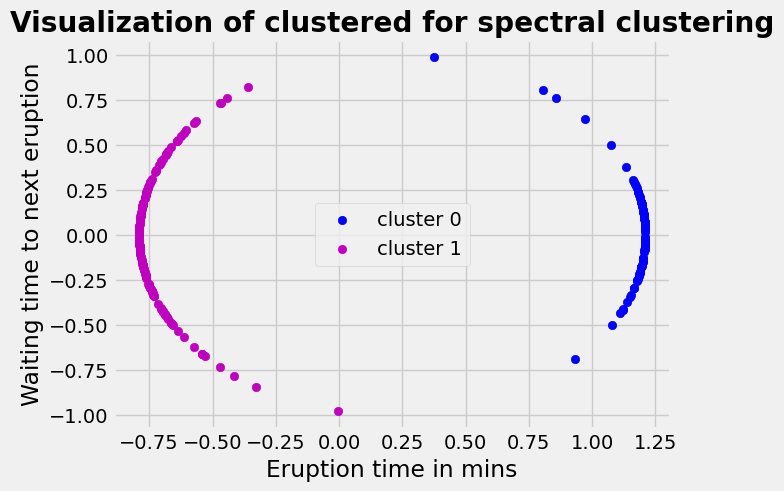 Visualization of clustered for spectral clustering
Waiting time to next eruption
1.00
0.75
0.50
0.25
0.00
−0.25
−0.50
−0.75
−1.00
cluster 0
cluster 1
−0.75 −0.50 −0.25 0.00 0.25 0.50 0.75 1.00 1.25
Eruption time in mins